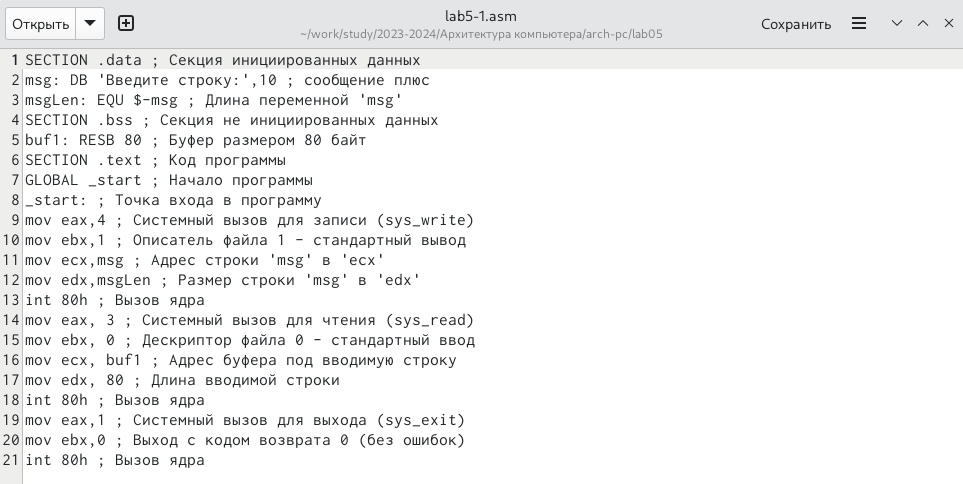 Открыть
lab5-1.asm
~/work/study/2023-2024/Архитектура компьютера/arch-pc/lab05
Сохранить
1 SECTION .data ; Секция инициированных данных
2 msg: DB 'Введите строку:',10 ; сообщение плюс
3 msgLen: EQU $-msg ; Длина переменной 'msg'
4 SECTION .bss ; Секция не инициированных данных
5 buf1: RESB 80 ; Буфер размером 80 байт
6 SECTION .text ; Код программы
7 GLOBAL _start ; Начало программы
8 _start: ; Точка входа в программу
9 mov eax,4 ; Системный вызов для записи (sys_write)
10 mov ebx,1 ; Описатель файла 1 - стандартный вывод
11 mov ecx,msg ; Адрес строки 'msg' в 'ecx'
12 mov edx,msgLen ; Размер строки 'msg' в 'edx'
13 int 80h ; Вызов ядра
14 mov eax, 3 ; Системный вызов для чтения (sys_read)
15 mov ebx, 0 ; Дескриптор файла 0 - стандартный ввод
16 mov ecx, buf1 ; Адрес буфера под вводимую строку
17 mov edx, 80 ; Длина вводимой строки
18 int 80h ; Вызов ядра
19 mov eax,1 ; Системный вызов для выхода (sys_exit)
20 mov ebx,0 ; Выход с кодом возврата 0 (без ошибок)
21 int 80h ; Вызов ядра